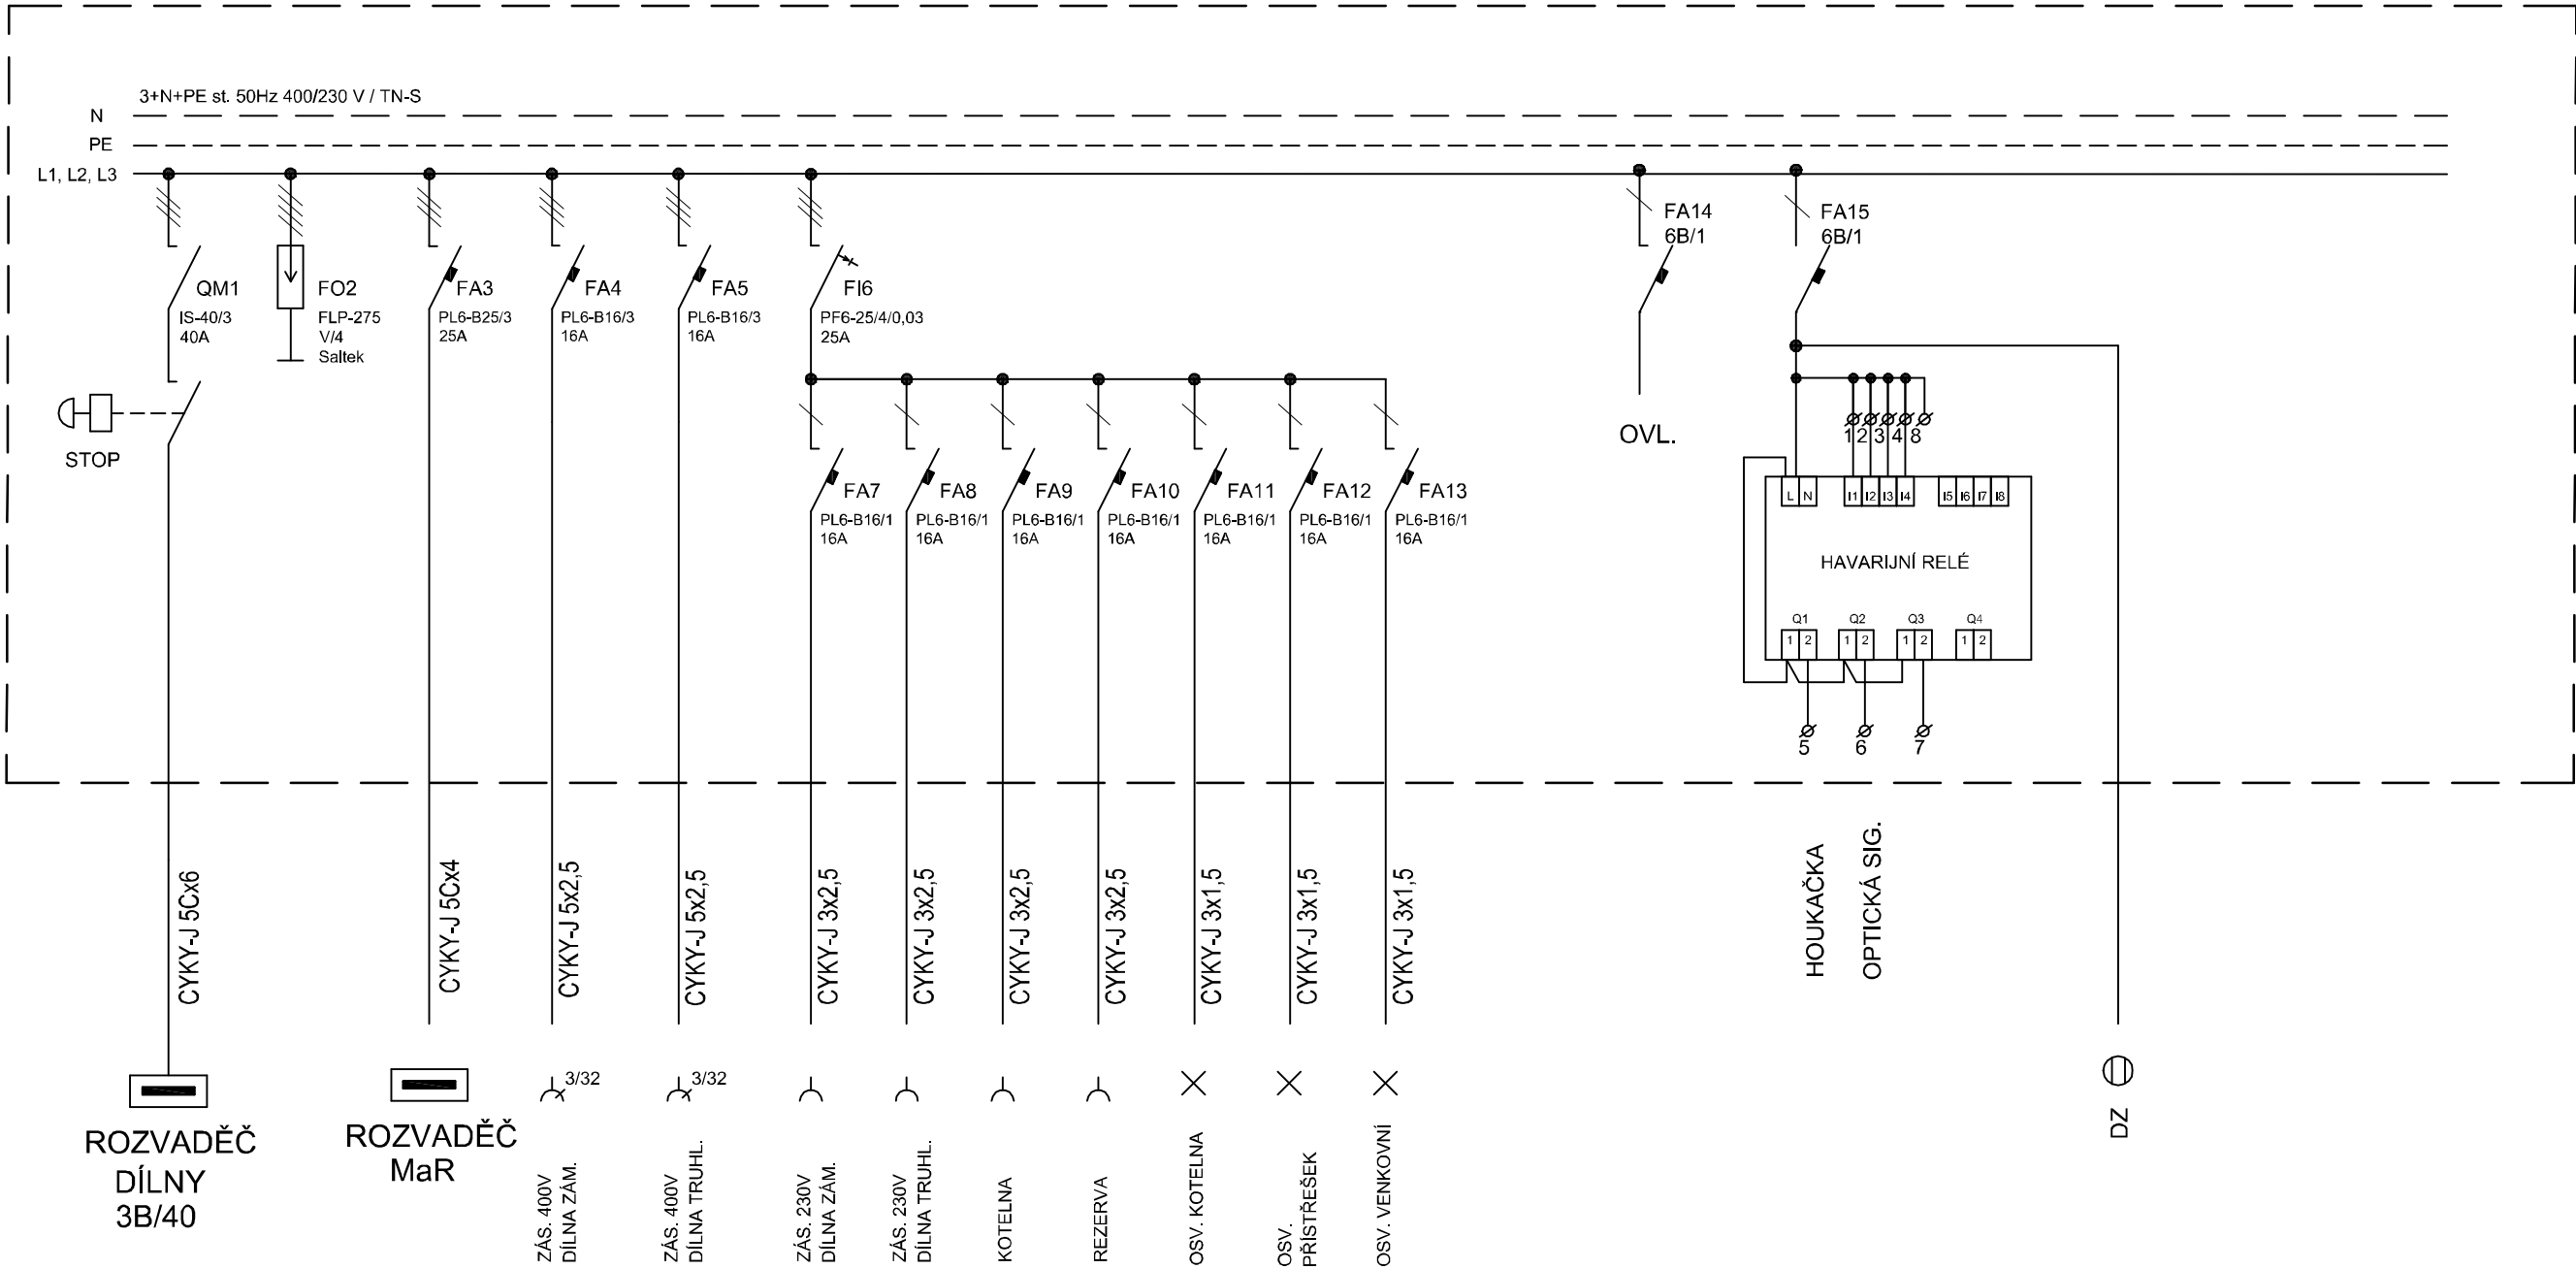 3+N+PE st. 50Hz 400/230 V / TN-S
N
PE
L1, L2, L3
QM1
IS-40/3
40A
STOP
FO2
FLP-275
V/4
Saltek
FA3
PL6-B25/3
25A
FA4
PL6-B16/3
16A
FA5
PL6-B16/3
16A
FI6
PF6-25/4/0,03
25A
FA7
PL6-B16/1
16A
FA8
PL6-B16/1
16A
FA9
PL6-B16/1
16A
FA10
PL6-B16/1
16A
FA11
PL6-B16/1
16A
FA12
PL6-B16/1
16A
FA13
PL6-B16/1
16A
FA14
6B/1
OVL.
FA15
6B/1
1 2 3 4 8
L N I1 I2 I3 I4 I5 I6 I7 I8
HAVARIJNÍ RELÉ
Q1 Q2 Q3 Q4
1 2 1 2 1 2 1 2
5 6 7
CYKY-J 5Cx6
CYKY-J 5Cx4
CYKY-J 5x2,5
CYKY-J 5x2,5
CYKY-J 3x2,5
CYKY-J 3x2,5
CYKY-J 3x2,5
CYKY-J 3x2,5
CYKY-J 3x1,5
CYKY-J 3x1,5
CYKY-J 3x1,5
HOUKAČKA
OPTICKÁ SIG.
ROZVADĚČ
DÍLNY
3B/40
ROZVADĚČ
MaR
3/32
ZÁS. 400V
DÍLNA ZÁM.
3/32
ZÁS. 400V
DÍLNA TRUHL.
ZÁS. 230V
DÍLNA ZÁM.
ZÁS. 230V
DÍLNA TRUHL.
KOTELNA
REZERVA
OSV. KOTELNA
OSV.
PŘÍSTŘEŠEK
OSV. VENKOVNÍ
DZ